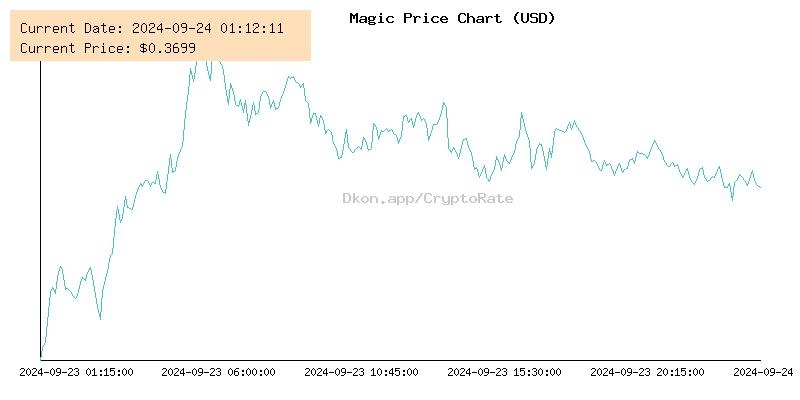 Magic Price Chart (USD)
Current Date: 2024-09-24 01:12:11
Current Price: $0.3699
Dkon.app/CryptoRate
2024-09-23 01:15:00
2024-09-23 06:00:00
2024-09-23 10:45:00
2024-09-23 15:30:00
2024-09-23 20:15:00
2024-09-24